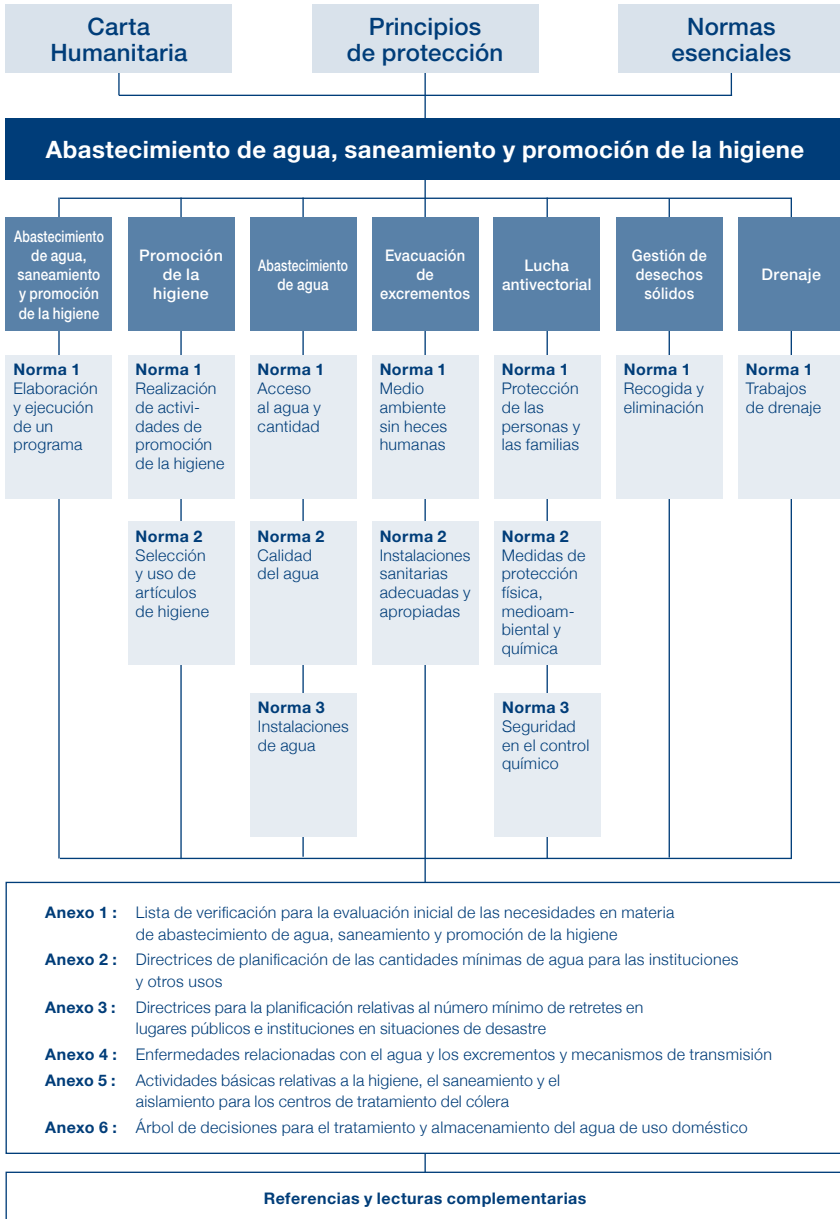 Carta
Humanitaria
Principios
de protección
Normas
esenciales
Abastecimiento de agua, saneamiento y promoción de la higiene
Abastecimiento
de agua,
saneamiento
y promoción
de la higiene
Promoción
de la
higiene
Abastecimiento
de agua
Evacuación
de
excrementos
Lucha
antivectorial
Gestión de
desechos
sólidos
Drenaje
Norma 1
Elaboración
y ejecución
de un
programa
Norma 1
Realización
de activi-
dades de
promoción
de la higiene
Norma 1
Acceso
al agua y
cantidad
Norma 1
Medio
ambiente
sin heces
humanas
Norma 1
Protección
de las
personas y
las familias
Norma 1
Recogida y
eliminación
Norma 1
Trabajos
de drenaje
Norma 2
Selección
y uso de
artículos
de higiene
Norma 2
Calidad
del agua
Norma 2
Instalaciones
sanitarias
adecuadas y
apropiadas
Norma 2
Medidas de
protección
física,
medioam-
biental y
química
Norma 3
Instalaciones
de agua
Norma 3
Seguridad
en el control
químico
Anexo 1 : Lista de verificación para la evaluación inicial de las necesidades en materia
de abastecimiento de agua, saneamiento y promoción de la higiene
Anexo 2 : Directrices de planificación de las cantidades mínimas de agua para las instituciones
y otros usos
Anexo 3 : Directrices para la planificación relativas al número mínimo de retretes en
lugares públicos e instituciones en situaciones de desastre
Anexo 4 : Enfermedades relacionadas con el agua y los excrementos y mecanismos de transmisión
Anexo 5 : Actividades básicas relativas a la higiene, el saneamiento y el
aislamiento para los centros de tratamiento del cólera
Anexo 6 : Árbol de decisiones para el tratamiento y almacenamiento del agua de uso doméstico
Referencias y lecturas complementarias